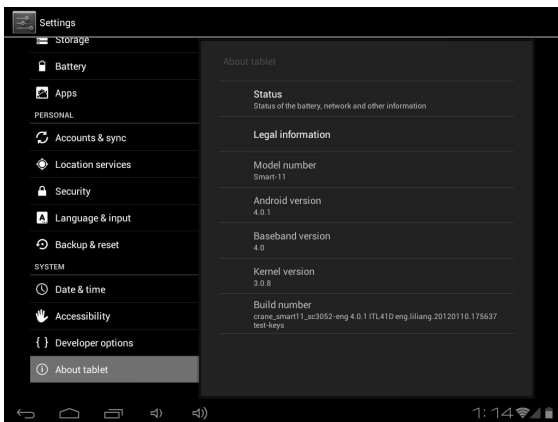 Settings
Storage
Battery
Apps
PERSONAL
Accounts & sync
Location services
Security
A Language & input
Backup & reset
SYSTEM
Date & time
Accessibility
{ } Developer options
About tablet
About tablet
Status
Status of the battery, network and other information
Legal information
Model number
Smart-11
Android version
4.0.1
Baseband version
4.0
Kernel version
3.0.8
Build number
crane_smart11_sc3052-eng 4.0.1 ITL41D eng.liliang.20120110.175637
test-keys
1:14